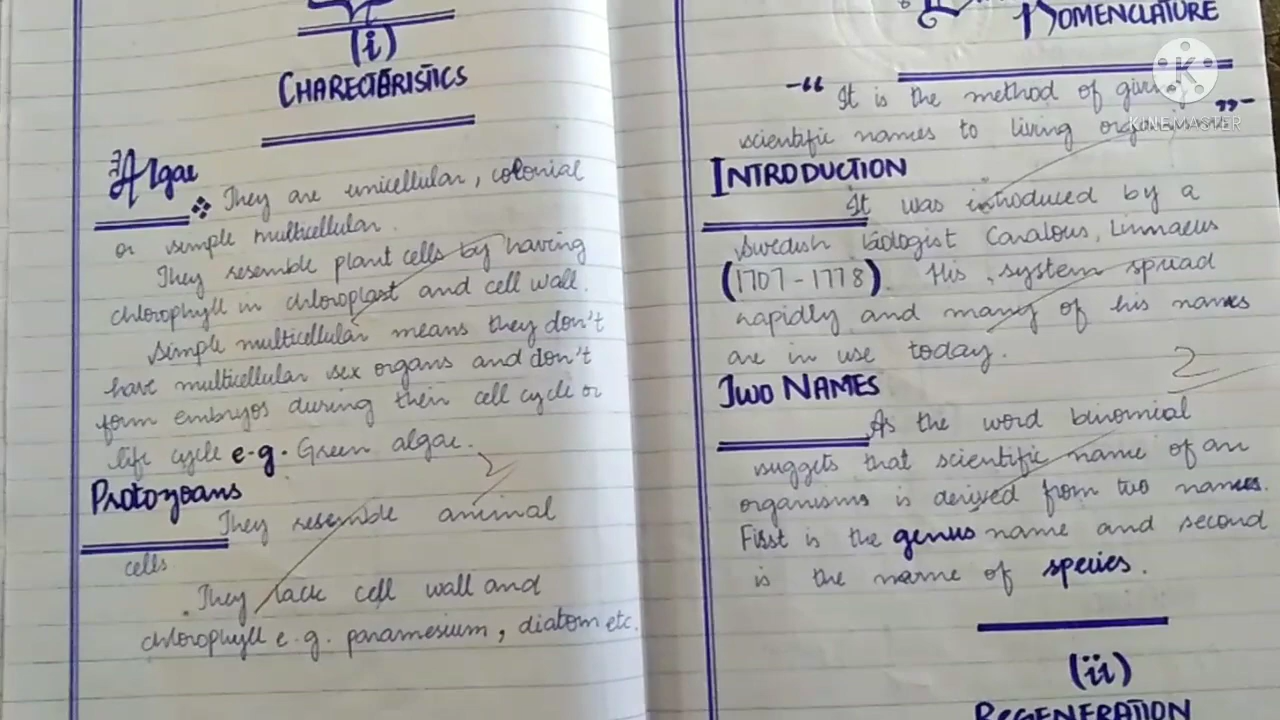 (i)
CHARECTERISTICS
Algae
They are unicellular, colonial
or simple multicellular.
They resemble plant cells by having
chlorophyll in chloroplast and cell wall.
Simple multicellular means they don't
have multicellular sex organs and don't
form embryos during their cell cycle or
life cycle e.g. Green algae.
2
Protozoans
They resemble animal
cells
They lack cell wall and
chlorophyll e.g. paramesium, diatom etc.
NOMENCLATURE
K
KINEMASTER
"It is the method of giving
scientific names to living organism"
INTRODUCTION
It was introduced by a
Swedish Carolous, Linnaeus
(1707-1778). His system spread
rapidly and many of his names
are in use today.
2
TWO NAMES
As the word binomial
suggets that scientific name of an
organisms is derived from two names.
First is the genus name and second
is the name of species.
(ii)
REGENERATION